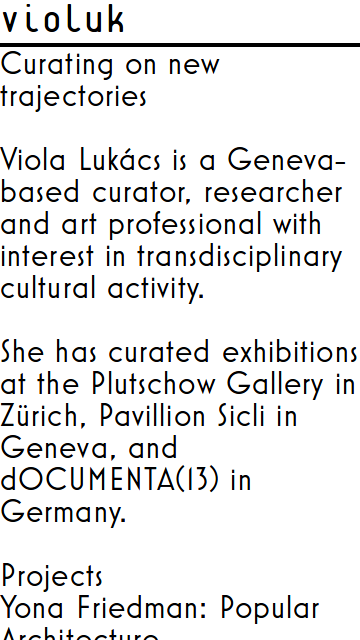 violuk
Curating on new
trajectories
Viola Lukács is a Geneva-
based curator, researcher
and art professional with
interest in transdisciplinary
cultural activity.
She has curated exhibitions
at the Plutschow Gallery in
Zürich, Pavillion Sicli in
Geneva, and
dOCUMENTA(13) in
Germany.
Projects
Yona Friedman: Popular
Architecture